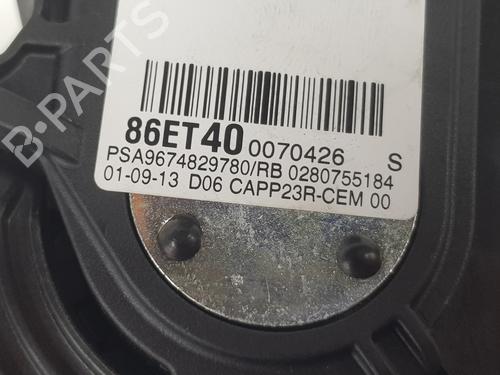 86ET40 0070426 S
PSA9674829780/RB 0280755184
01-09-13 D06 CAPP23R-CEM 00
B-PARTS